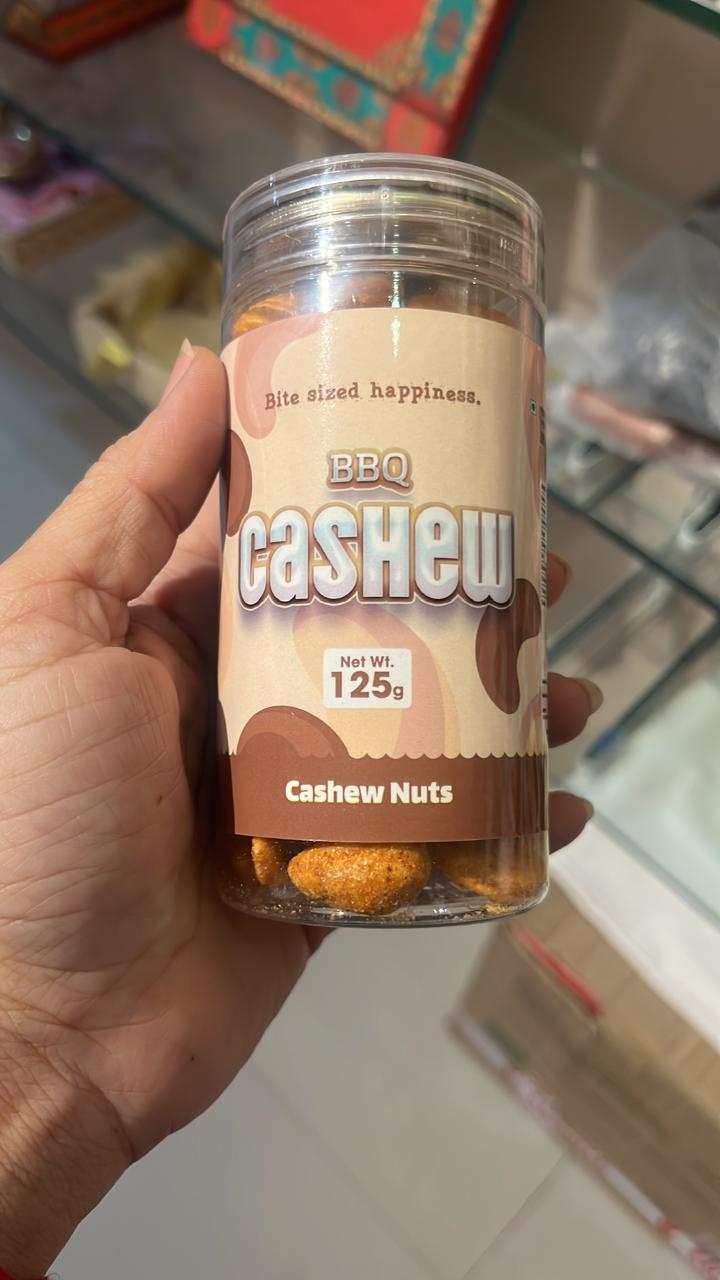 Bite sized happiness.
BBQ
CASHEW
Net Wt.
125g
Cashew Nuts